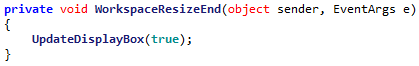 private void WorkspaceResizeEnd(object sender, EventArgs e)
{
    UpdateDisplayBox(true);
}